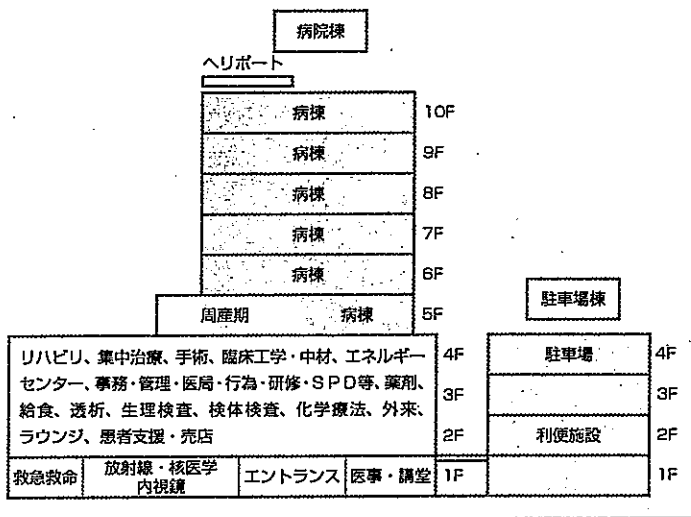 病院棟
ヘリポート
病棟 10F
病棟 9F
病棟 8F
病棟 7F
病棟 6F
周産期 病棟 5F
駐車場棟
リハビリ、集中治療、手術、臨床工学・中材、エネルギー
センター、事務・管理・医局・行為・研修・SPD等、薬剤、
給食、透析、生理検査、検体検査、化学療法、外来、
ラウンジ、患者支援・売店
4F
3F
2F
駐車場 4F
3F
利便施設 2F
救急救命
放射線・核医学
内視鏡
エントランス
医事・講堂
1F
1F